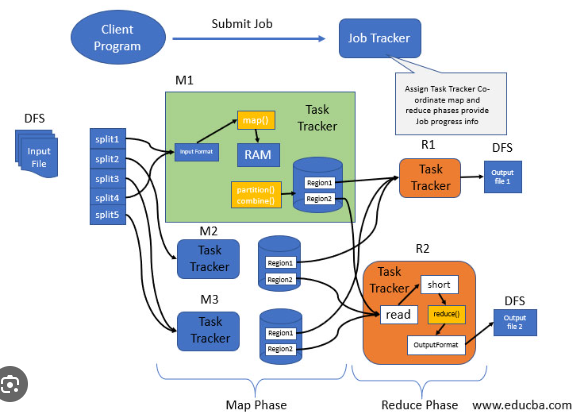 Client
Program
Submit Job
Job Tracker
Assign Task Tracker Co-
ordinate map and
reduce phases provide
Job progress info
DFS
Input
File
split1
split2
split3
split4
split5
M1
map()
Task
Tracker
Input Format
RAM
partition()
combine()
Region1
Region2
M2
Task
Tracker
Region1
Region2
M3
Task
Tracker
Region1
Region2
R1
Task
Tracker
DFS
Output
file 1
R2
Task
Tracker
short
read
reduce()
OutputFormat
DFS
Output
file 2
Map Phase
Reduce Phase
www.educba.com